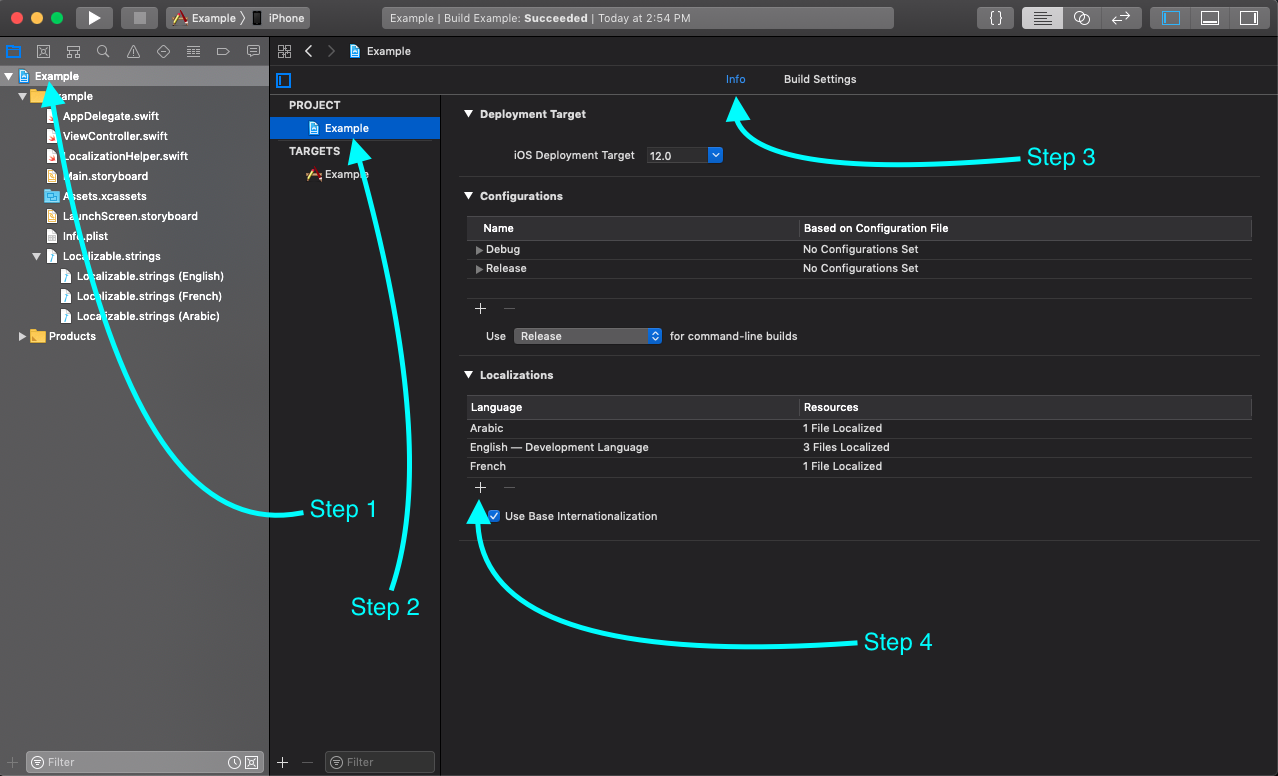 Example 〉 iPhone
Example | Build Example: Succeeded | Today at 2:54 PM
{ }
Example
Example
AppDelegate.swift
ViewController.swift
LocalizationHelper.swift
Main.storyboard
Assets.xcassets
LaunchScreen.storyboard
Info.plist
Localizable.strings
Localizable.strings (English)
Localizable.strings (French)
Localizable.strings (Arabic)
Products
Step 1
Filter
Example
PROJECT
Example
TARGETS
Example
Step 2
Filter
Info
Build Settings
Step 3
Deployment Target
iOS Deployment Target 12.0
Configurations
Name Based on Configuration File
Debug No Configurations Set
Release No Configurations Set
Use Release for command-line builds
Localizations
Language Resources
Arabic 1 File Localized
English — Development Language 3 Files Localized
French 1 File Localized
Use Base Internationalization
Step 4